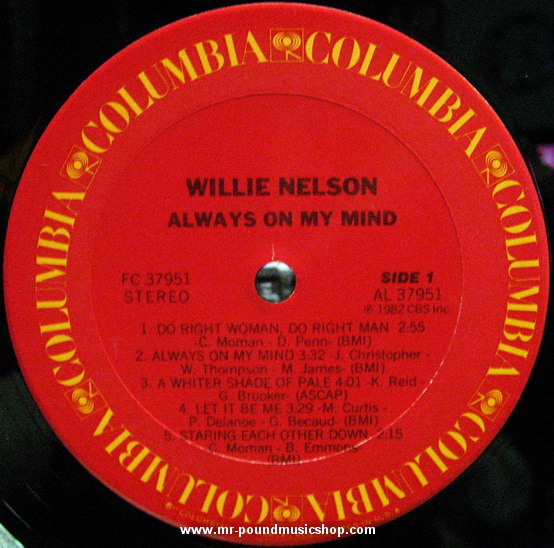 COLUMBIA COLUMBIA COLUMBIA COLUMBIA COLUMBIA COLUMBIA
WILLIE NELSON
ALWAYS ON MY MIND
FC 37951
STEREO
SIDE 1
AL 37951
℗ 1982 CBS Inc.
1. DO RIGHT WOMAN, DO RIGHT MAN 2:55
-C. Moman - D. Penn- (BMI)
2. ALWAYS ON MY MIND 3:32 -J. Christopher -
W. Thompson - M. James- (BMI)
3. A WHITER SHADE OF PALE 4:01 -K. Reid -
G. Brooker- (ASCAP)
4. LET IT BE ME 3:29 -M. Curtis -
P. Delanoe - G. Becaud- (BMI)
5. STARING EACH OTHER DOWN 2:15
-C. Moman - B. Emmons-
(BMI)
www.mr-poundmusicshop.com